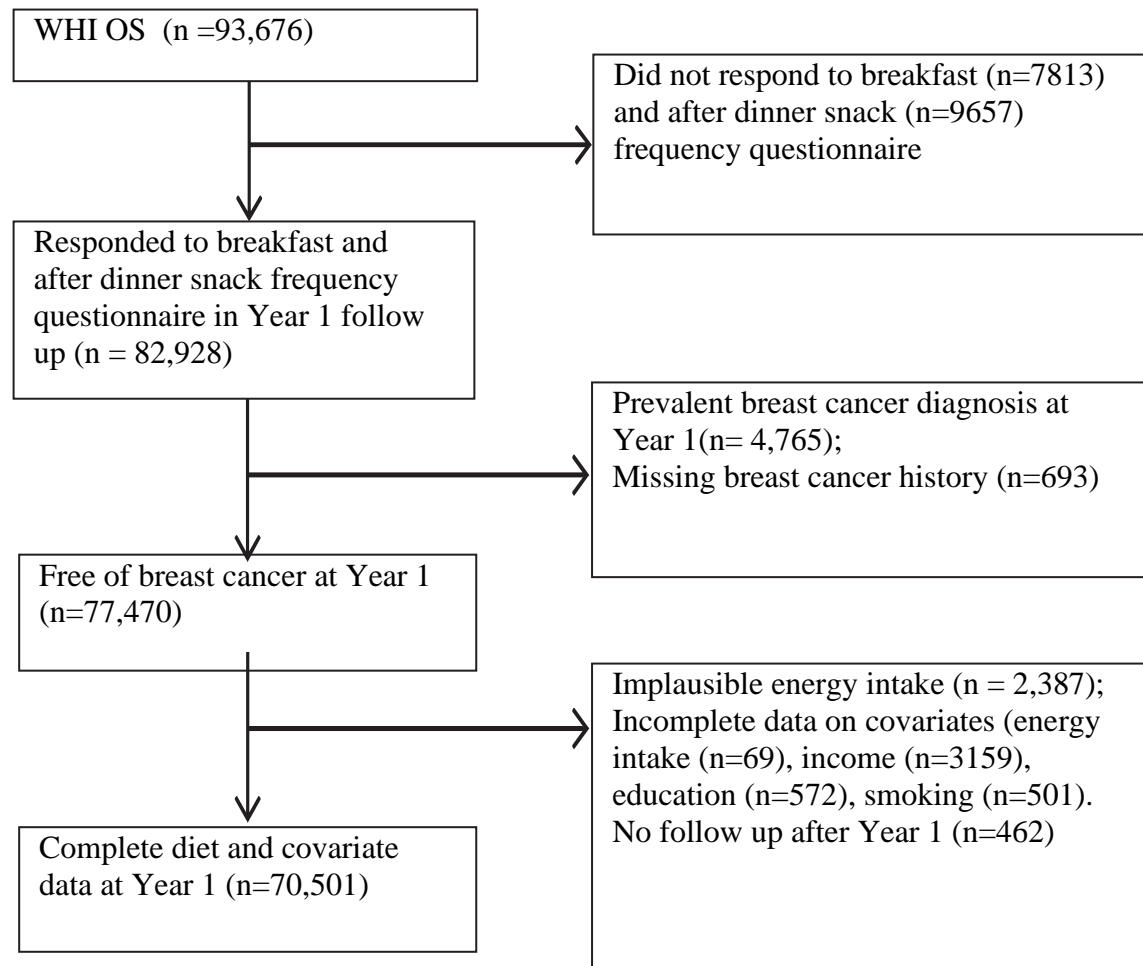 WHI OS (n =93,676)
Did not respond to breakfast (n=7813)
and after dinner snack (n=9657)
frequency questionnaire
Responded to breakfast and
after dinner snack frequency
questionnaire in Year 1 follow
up (n = 82,928)
Prevalent breast cancer diagnosis at
Year 1(n= 4,765);
Missing breast cancer history (n=693)
Free of breast cancer at Year 1
(n=77,470)
Implausible energy intake (n = 2,387);
Incomplete data on covariates (energy
intake (n=69), income (n=3159),
education (n=572), smoking (n=501).
No follow up after Year 1 (n=462)
Complete diet and covariate
data at Year 1 (n=70,501)